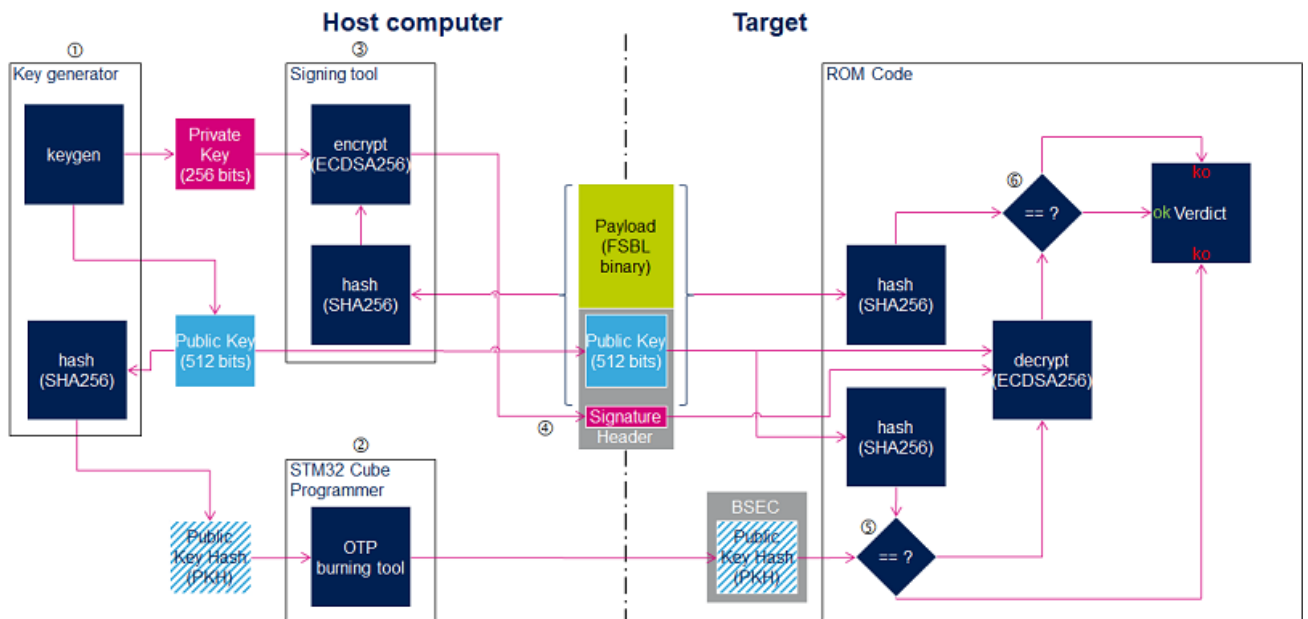 Host computer
Target
①
Key generator
keygen
Private
Key
(256 bits)
hash
(SHA256)
Public Key
(512 bits)
Public
Key Hash
(PKH)
③
Signing tool
encrypt
(ECDSA256)
hash
(SHA256)
②
STM32 Cube
Programmer
OTP
burning tool
Payload
(FSBL
binary)
Public Key
(512 bits)
④
Signature
Header
BSEC
Public
Key Hash
(PKH)
ROM Code
hash
(SHA256)
hash
(SHA256)
⑤
== ?
decrypt
(ECDSA256)
⑥
== ?
ko
ok Verdict
ko